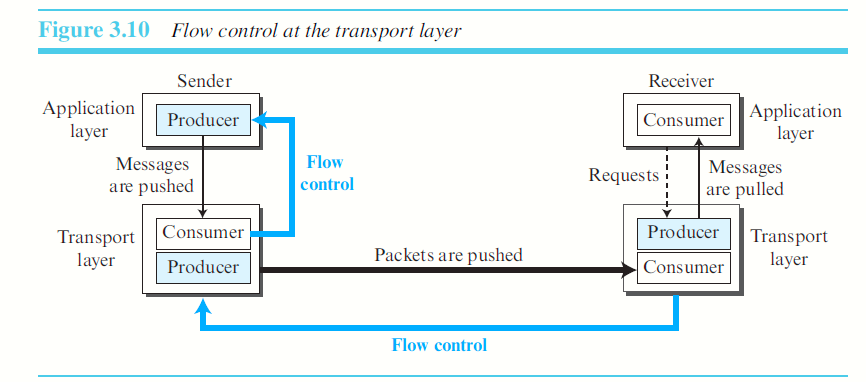 Figure 3.10 Flow control at the transport layer
Sender
Receiver
Application
layer
Producer
Consumer
Application
layer
Messages
are pushed
Flow
control
Requests
Messages
are pulled
Transport
layer
Consumer
Producer
Packets are pushed
Producer
Consumer
Transport
layer
Flow control